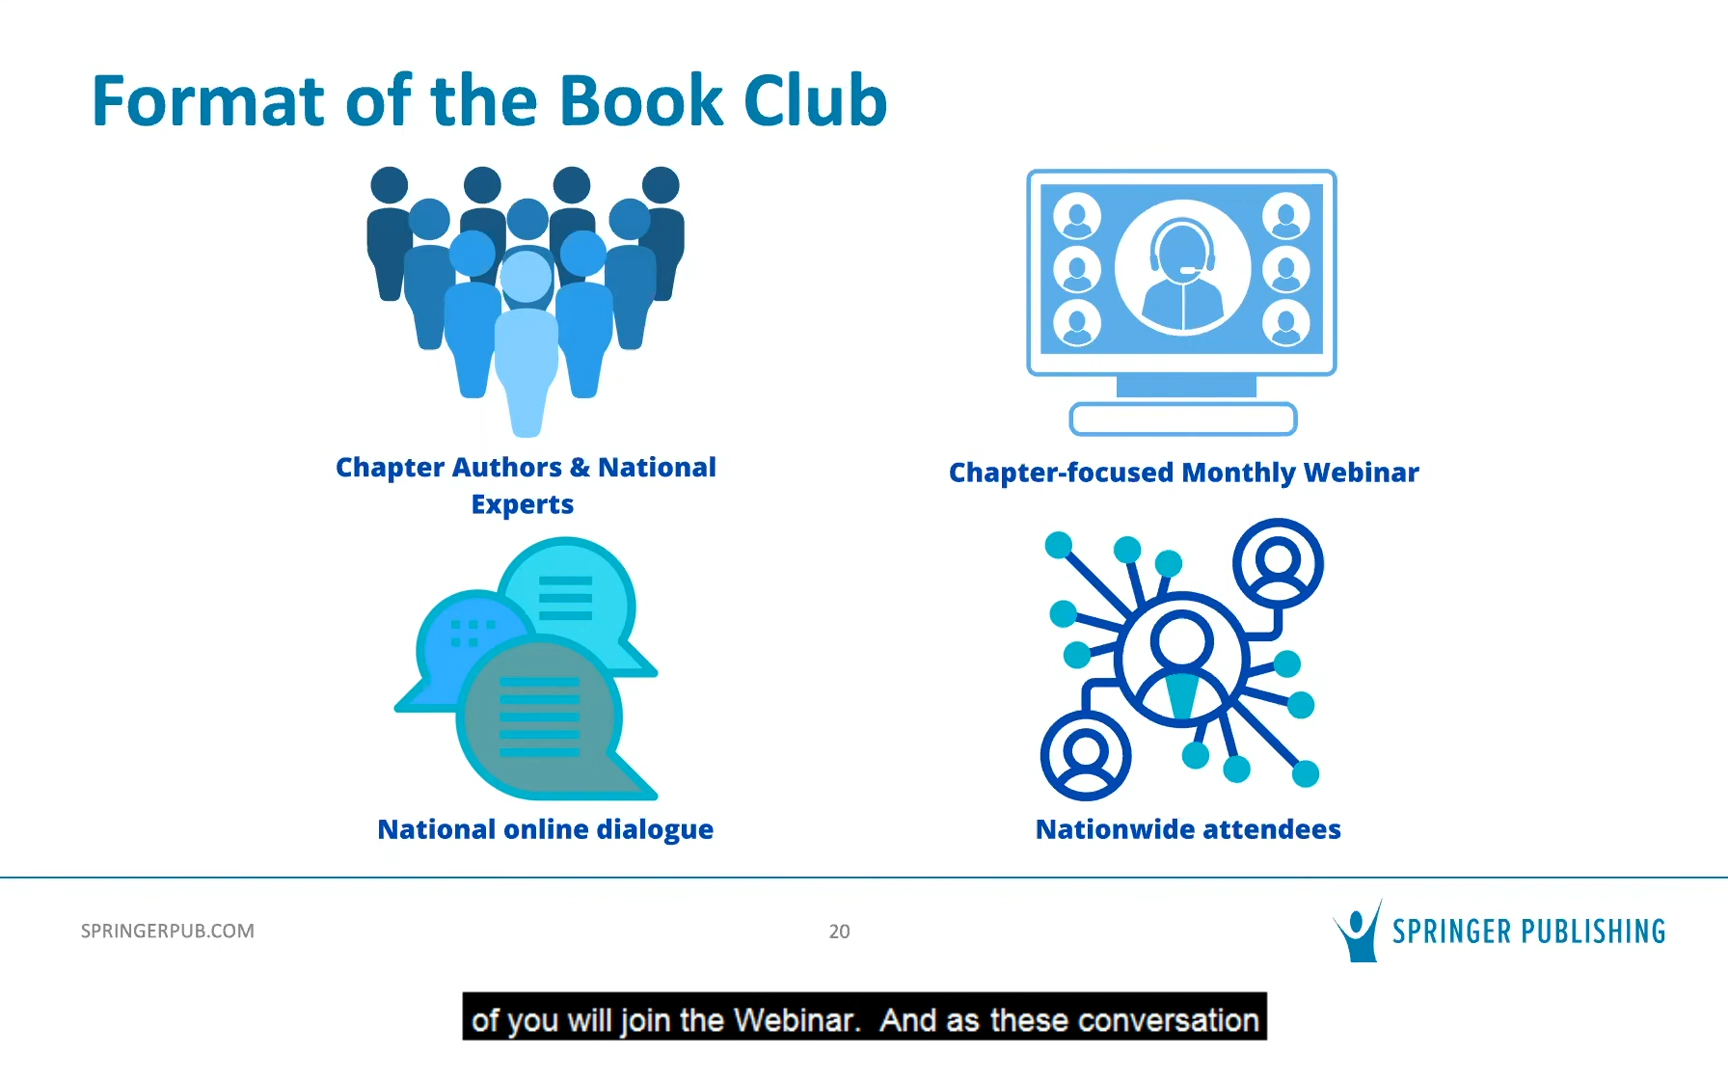 Format of the Book Club
Chapter Authors & National
Experts
Chapter-focused Monthly Webinar
National online dialogue
Nationwide attendees
SPRINGERPUB.COM
20
SPRINGER PUBLISHING
of you will join the Webinar.  And as these conversation